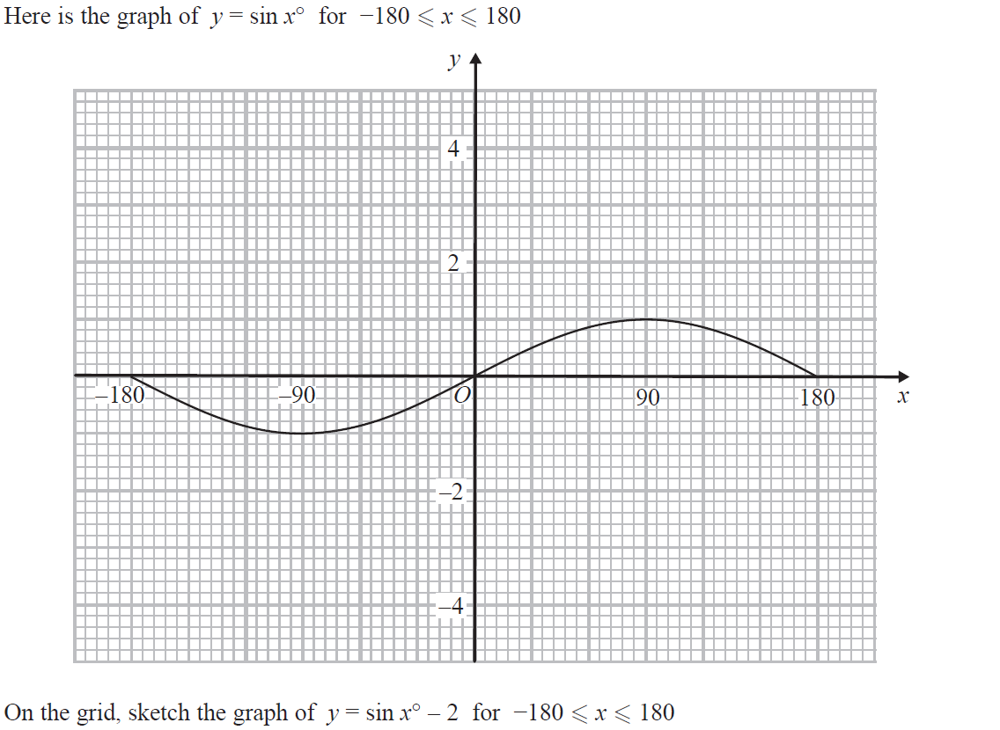 Here is the graph of y = sin x° for −180 ⩽ x ⩽ 180
y
4
2
–180
–90
O
90
180
x
–2
–4
On the grid, sketch the graph of y = sin x° – 2 for −180 ⩽ x ⩽ 180